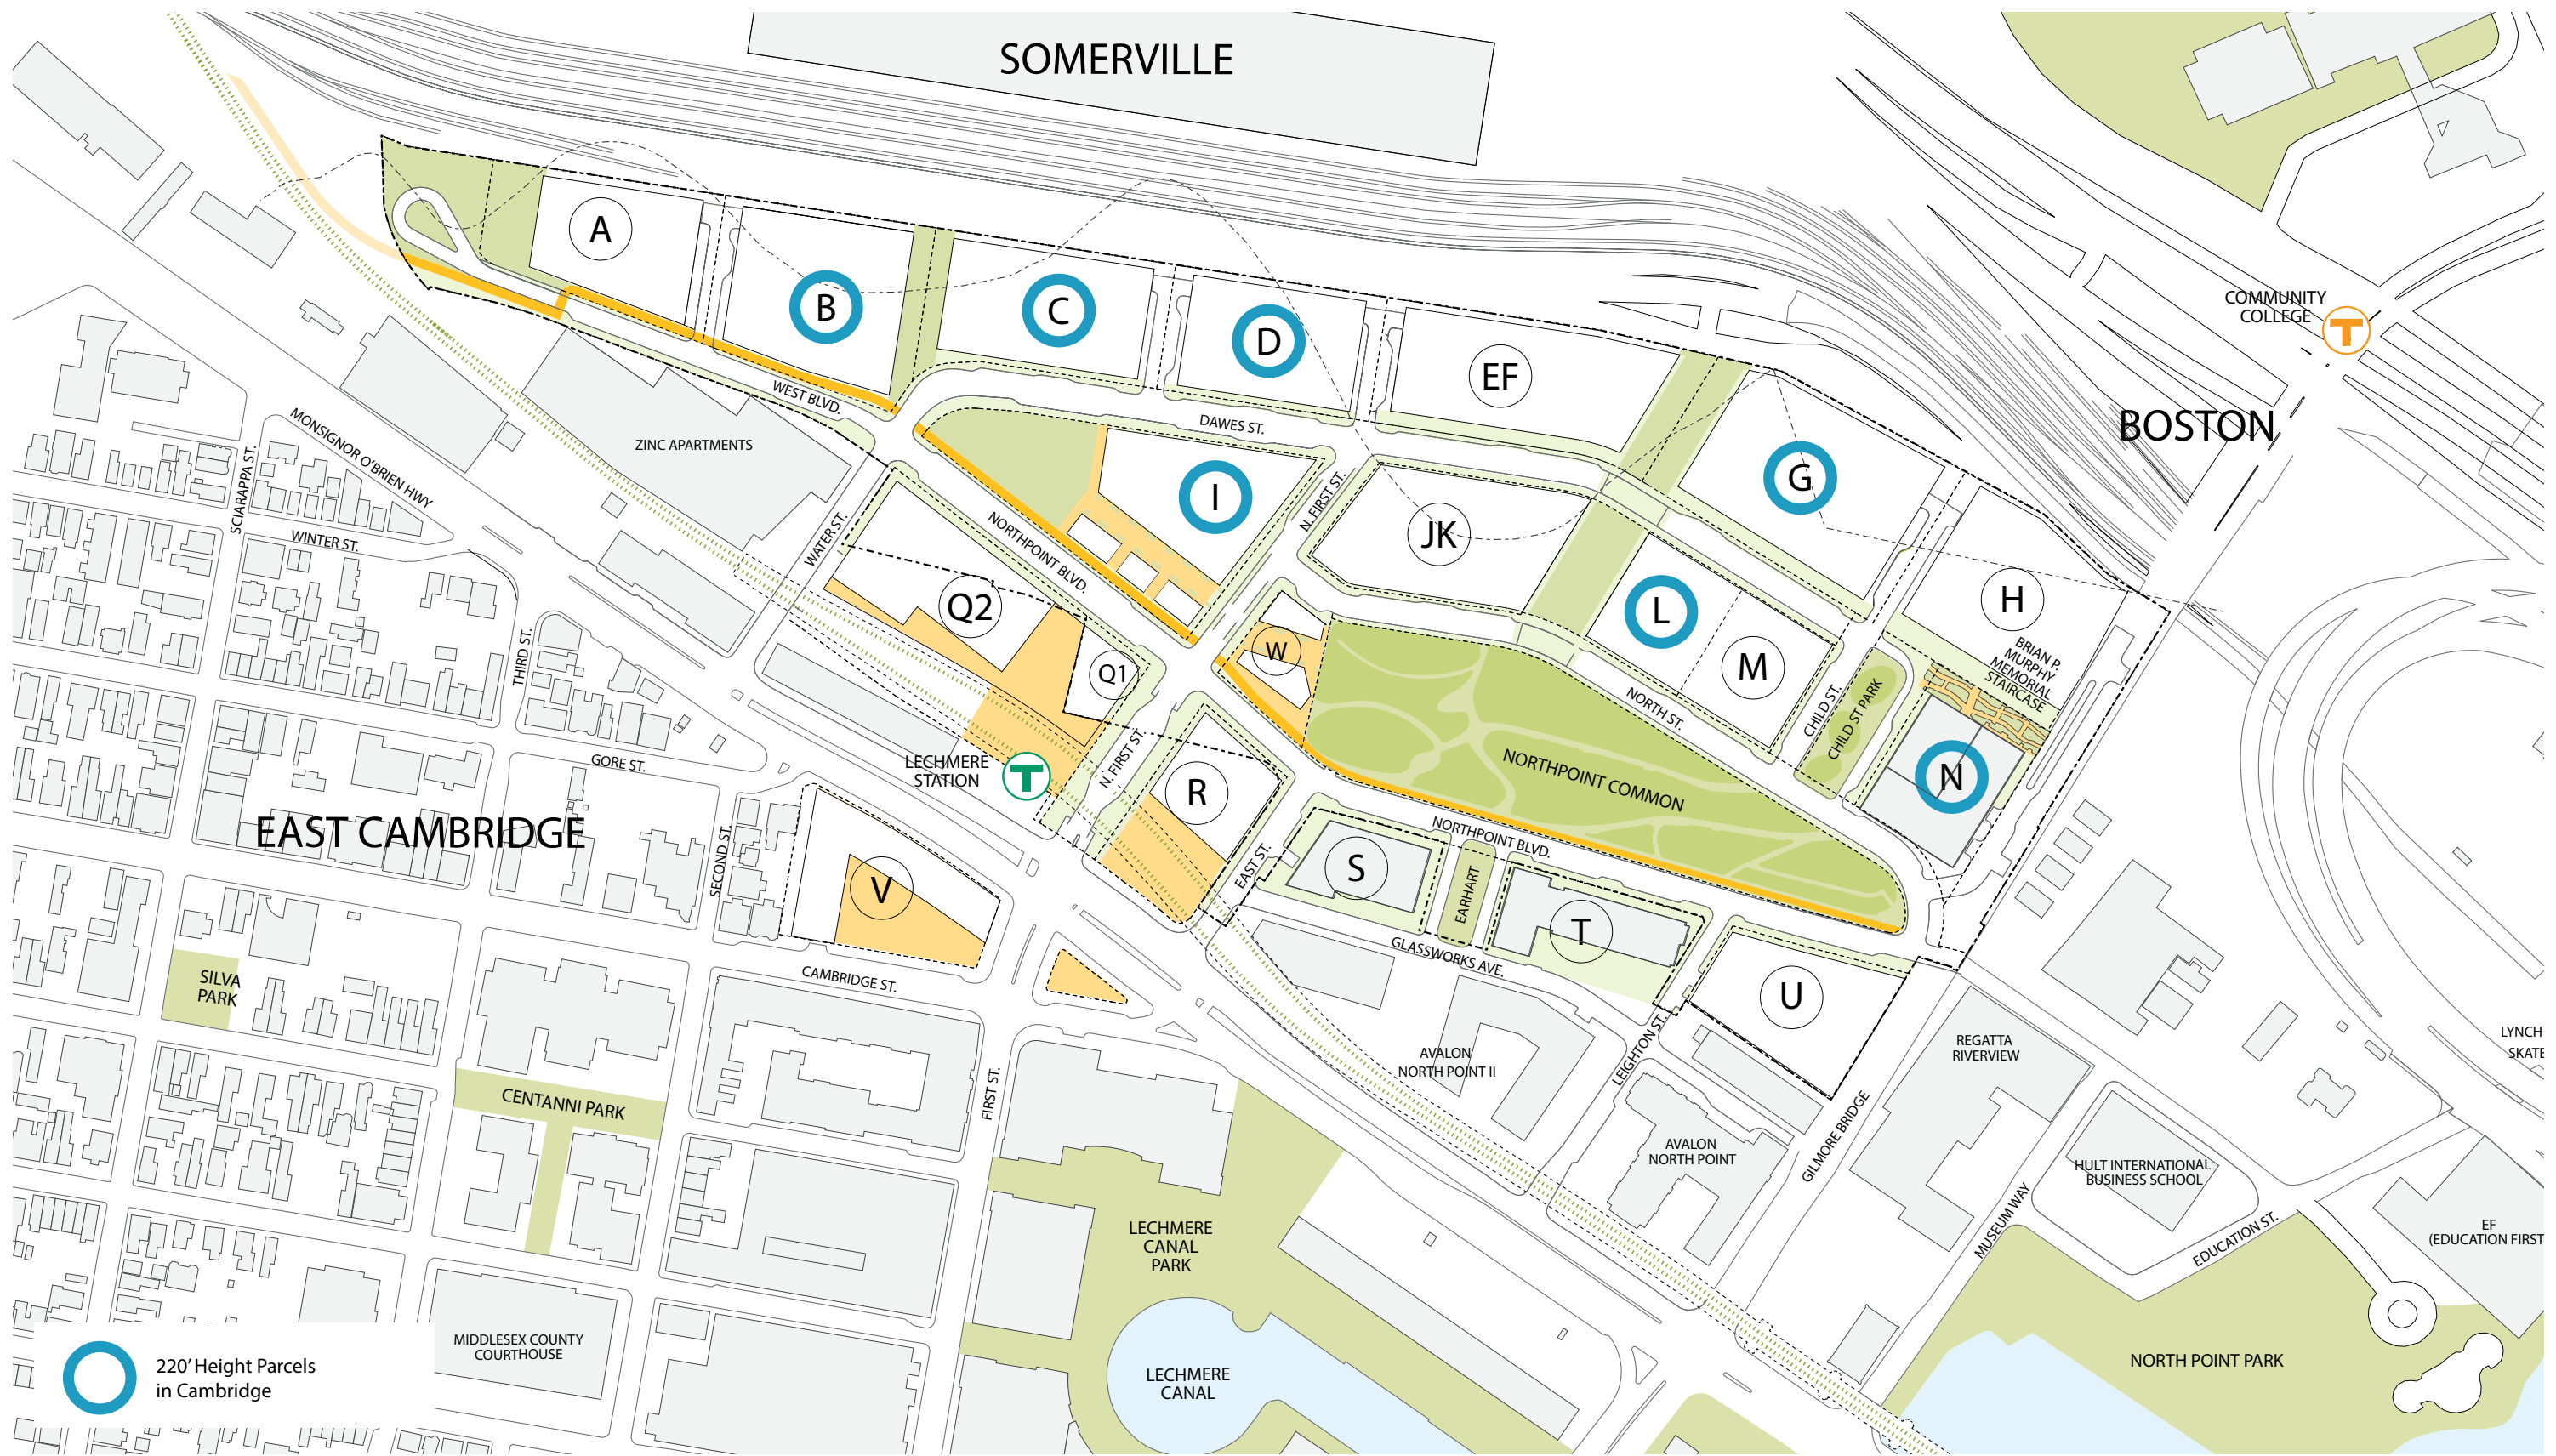 SOMERVILLE
A
B
C
D
EF
COMMUNITY
COLLEGE
T
BOSTON
WEST BLVD.
DAWES ST.
ZINC APARTMENTS
MONSIGNOR O'BRIEN HWY
SCIARAPPA ST.
WINTER ST.
WATER ST.
NORTHPOINT BLVD.
I
N. FIRST ST.
JK
G
H
BRIAN P.
MURPHY
MEMORIAL
STAIRCASE
L
M
Q2
Q1
W
THIRD ST.
NORTH ST.
CHILD ST.
CHILD ST PARK
N
GORE ST.
LECHMERE
STATION
T
N. FIRST ST.
R
NORTHPOINT COMMON
EAST CAMBRIDGE
SECOND ST.
V
EAST ST.
S
NORTHPOINT BLVD.
EARHART
T
GLASSWORKS AVE.
U
SILVA
PARK
CAMBRIDGE ST.
FIRST ST.
CENTANNI PARK
AVALON
NORTH POINT II
LEIGHTON ST.
REGATTA
RIVERVIEW
LYNCH
SKATE
AVALON
NORTH POINT
GILMORE BRIDGE
HULT INTERNATIONAL
BUSINESS SCHOOL
MUSEUM WAY
EDUCATION ST.
EF
(EDUCATION FIRST
LECHMERE
CANAL
PARK
MIDDLESEX COUNTY
COURTHOUSE
LECHMERE
CANAL
NORTH POINT PARK
220' Height Parcels
in Cambridge